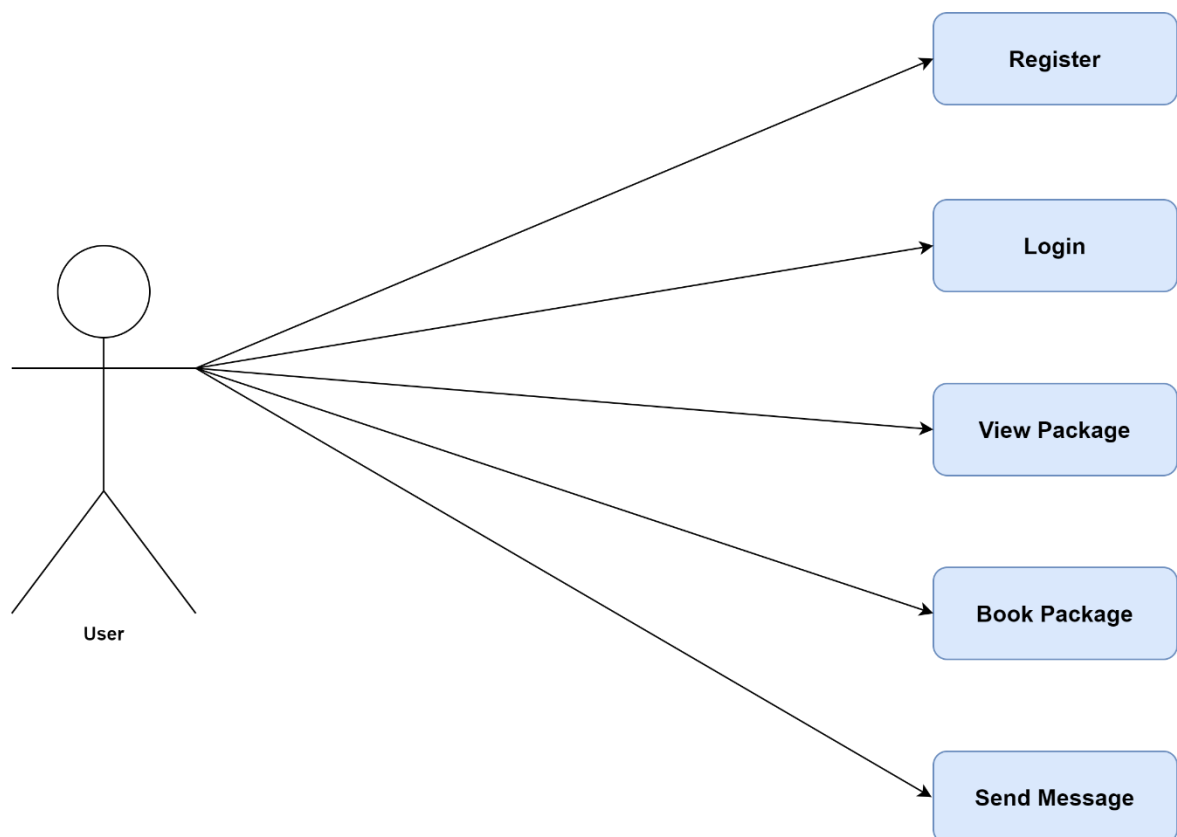 Register
Login
View Package
Book Package
User
Send Message